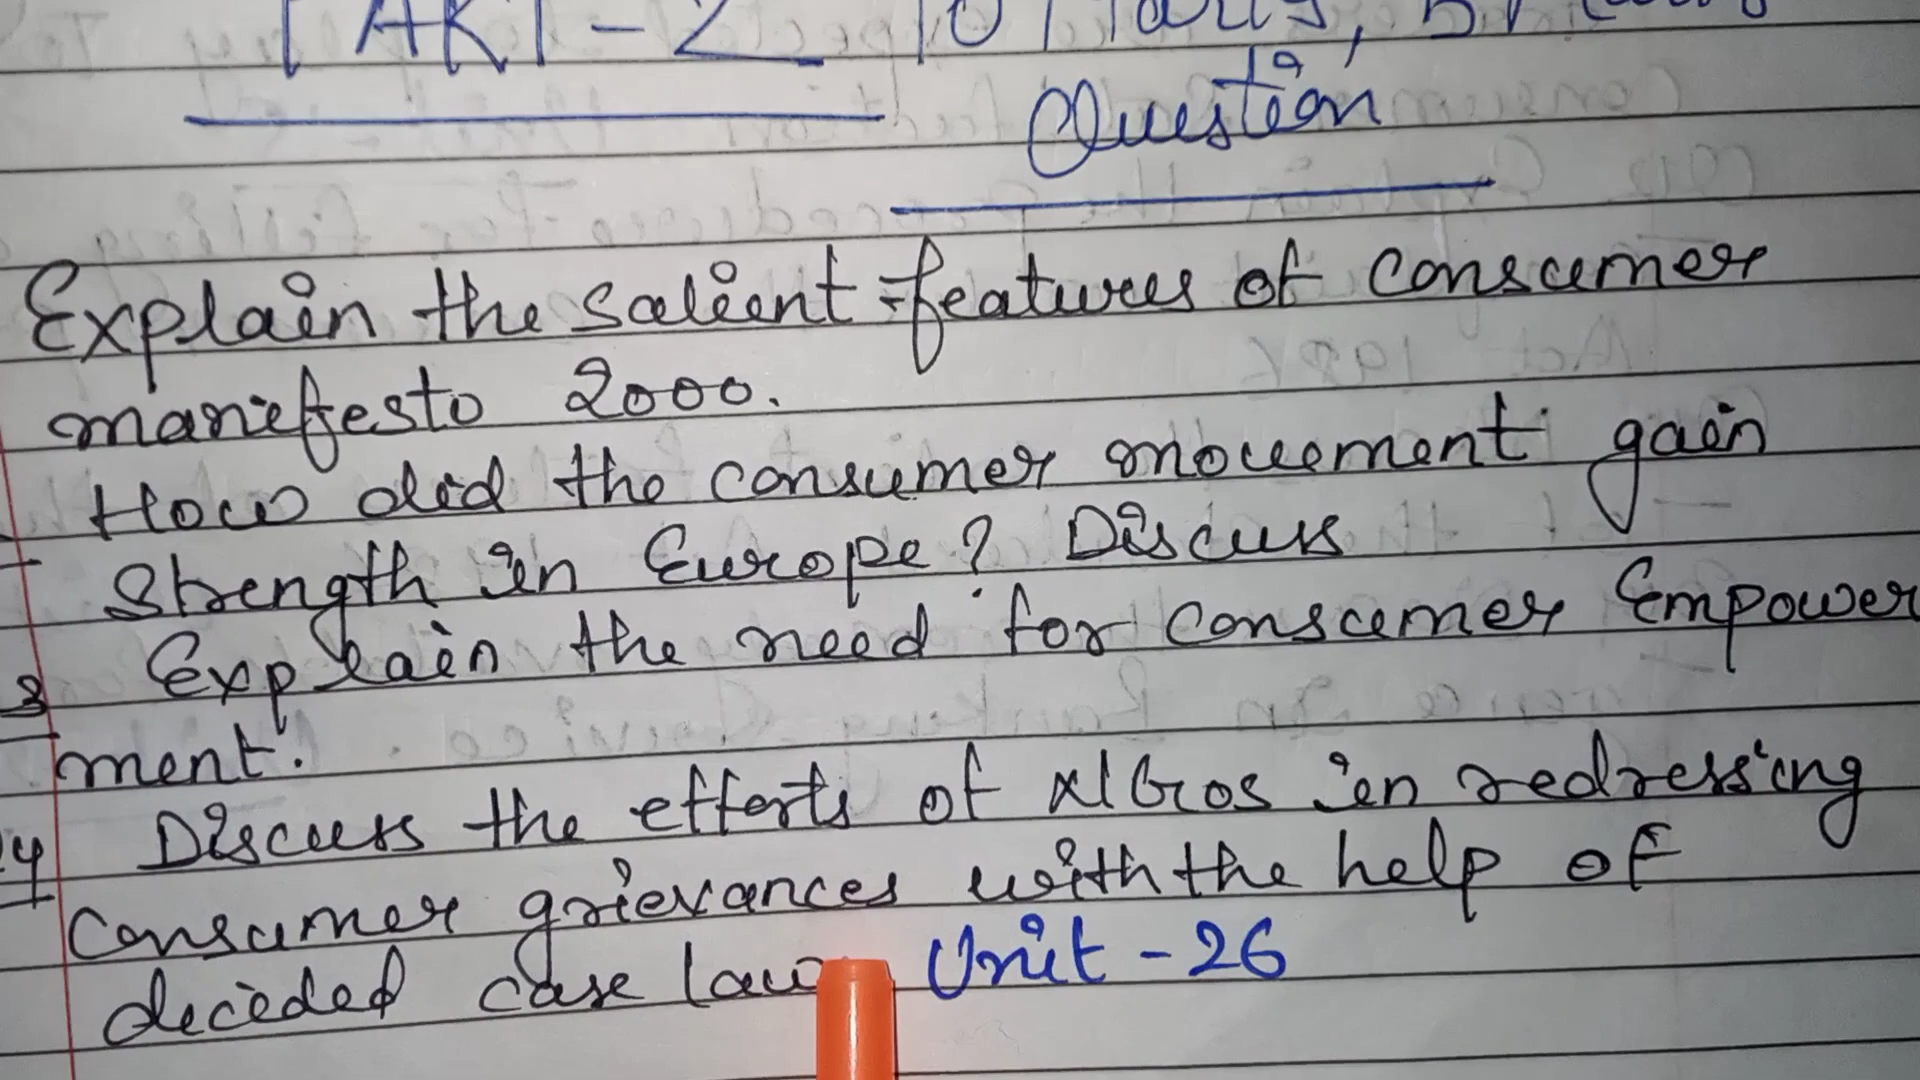 Question
Explain the salient features of consumer
manifesto 2000.
How did the consumer movement gain
Strength in Europe? Discuss
3 Explain the need for consumer Empower
ment.
4 Discuss the efforts of NGOs in redressing
consumer grievances with the help of
decided case law Unit - 26